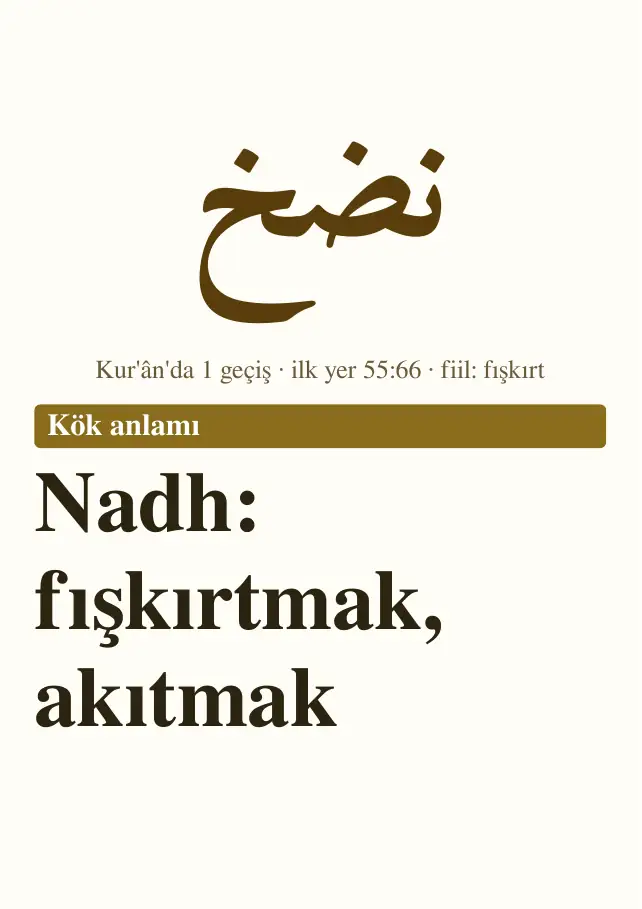 نضخ
Kur'ân'da 1 geçiş · ilk yer 55:66 · fiil: fışkırt
Kök anlamı
Nadh:
fışkırtmak,
akıtmak